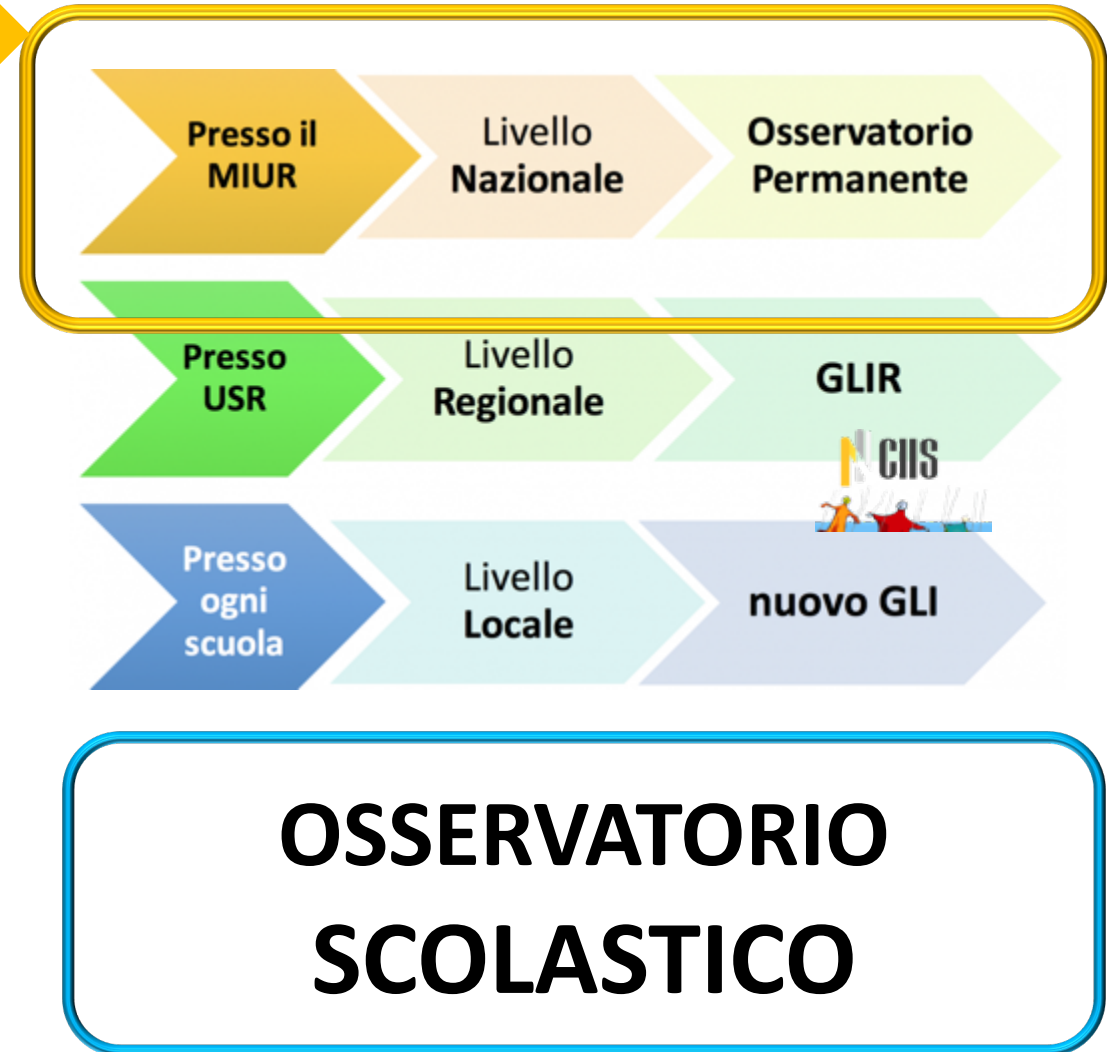 Presso il
MIUR
Livello
Nazionale
Osservatorio
Permanente
Presso
USR
Livello
Regionale
GLIR
CIIS
Presso
ogni
scuola
Livello
Locale
nuovo GLI
OSSERVATORIO
SCOLASTICO